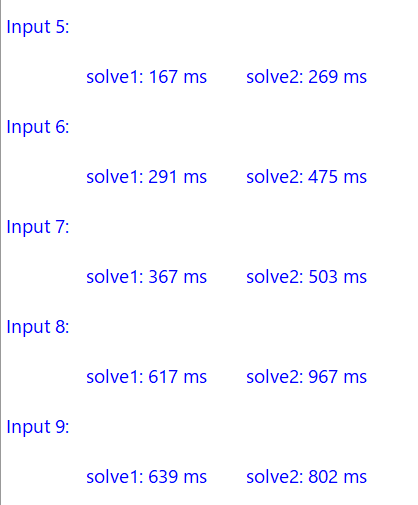 Input 5:
solve1: 167 ms solve2: 269 ms
Input 6:
solve1: 291 ms solve2: 475 ms
Input 7:
solve1: 367 ms solve2: 503 ms
Input 8:
solve1: 617 ms solve2: 967 ms
Input 9:
solve1: 639 ms solve2: 802 ms